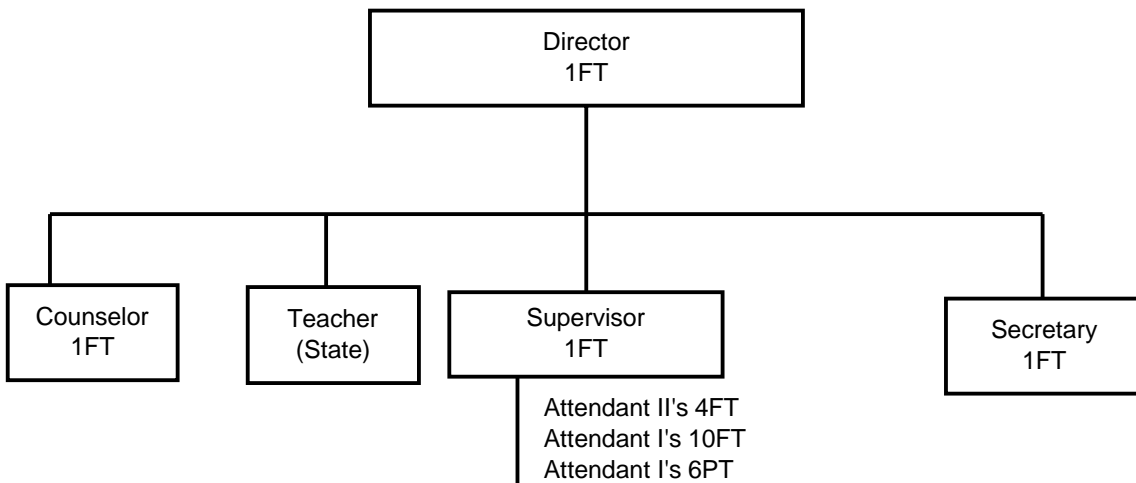 Director
1FT
Counselor
1FT
Teacher
(State)
Supervisor
1FT
Secretary
1FT
Attendant II's 4FT
Attendant I's 10FT
Attendant I's 6PT